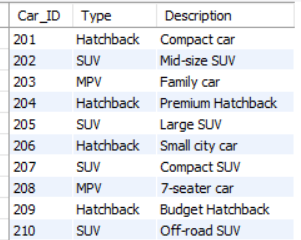 Car_ID Type Description
201 Hatchback Compact car
202 SUV Mid-size SUV
203 MPV Family car
204 Hatchback Premium Hatchback
205 SUV Large SUV
206 Hatchback Small city car
207 SUV Compact SUV
208 MPV 7-seater car
209 Hatchback Budget Hatchback
210 SUV Off-road SUV